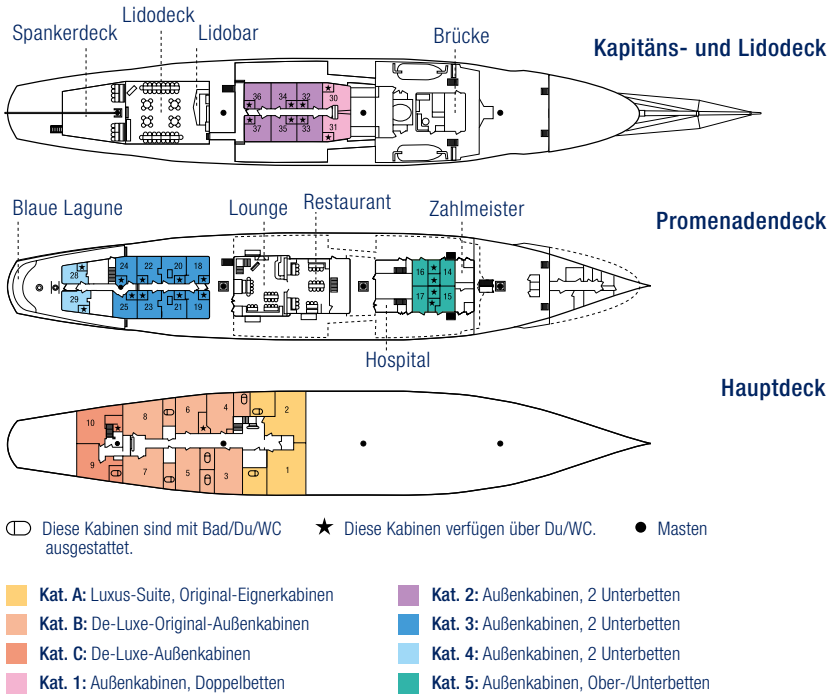 Lidodeck
Spankerdeck
Lidobar
Brücke
Kapitäns- und Lidodeck
36 34 32 30
37 35 33 31
Blaue Lagune
Lounge
Restaurant
Zahlmeister
Promenadendeck
28 24 22 20 18
16 14
29 25 23 21 19
17 15
Hospital
Hauptdeck
10 8 6 4 2
9 7 5 3 1
Diese Kabinen sind mit Bad/Du/WC
ausgestattet.
Diese Kabinen verfügen über Du/WC.
Masten
Kat. A: Luxus-Suite, Original-Eignerkabinen
Kat. B: De-Luxe-Original-Außenkabinen
Kat. C: De-Luxe-Außenkabinen
Kat. 1: Außenkabinen, Doppelbetten
Kat. 2: Außenkabinen, 2 Unterbetten
Kat. 3: Außenkabinen, 2 Unterbetten
Kat. 4: Außenkabinen, 2 Unterbetten
Kat. 5: Außenkabinen, Ober-/Unterbetten